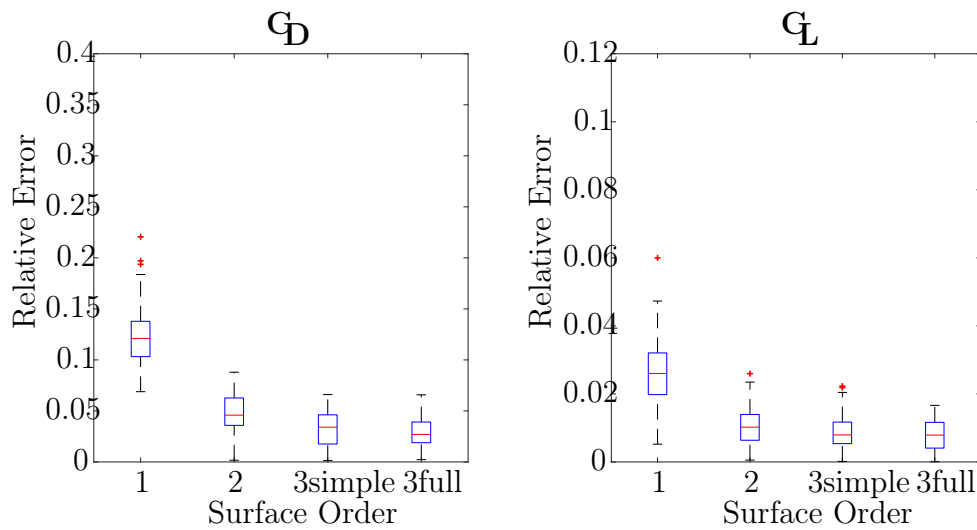 C_D
0.4
0.35
0.3
0.25
0.2
0.15
0.1
0.05
0
Relative Error
1 2 3simple 3full
Surface Order
C_L
0.12
0.1
0.08
0.06
0.04
0.02
0
Relative Error
1 2 3simple 3full
Surface Order